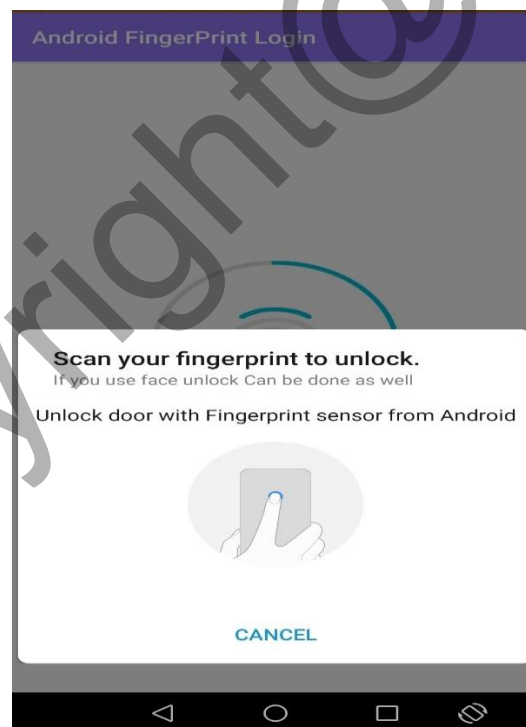 Android FingerPrint Login
Scan your fingerprint to unlock.
If you use face unlock Can be done as well
Unlock door with Fingerprint sensor from Android
CANCEL
yright@